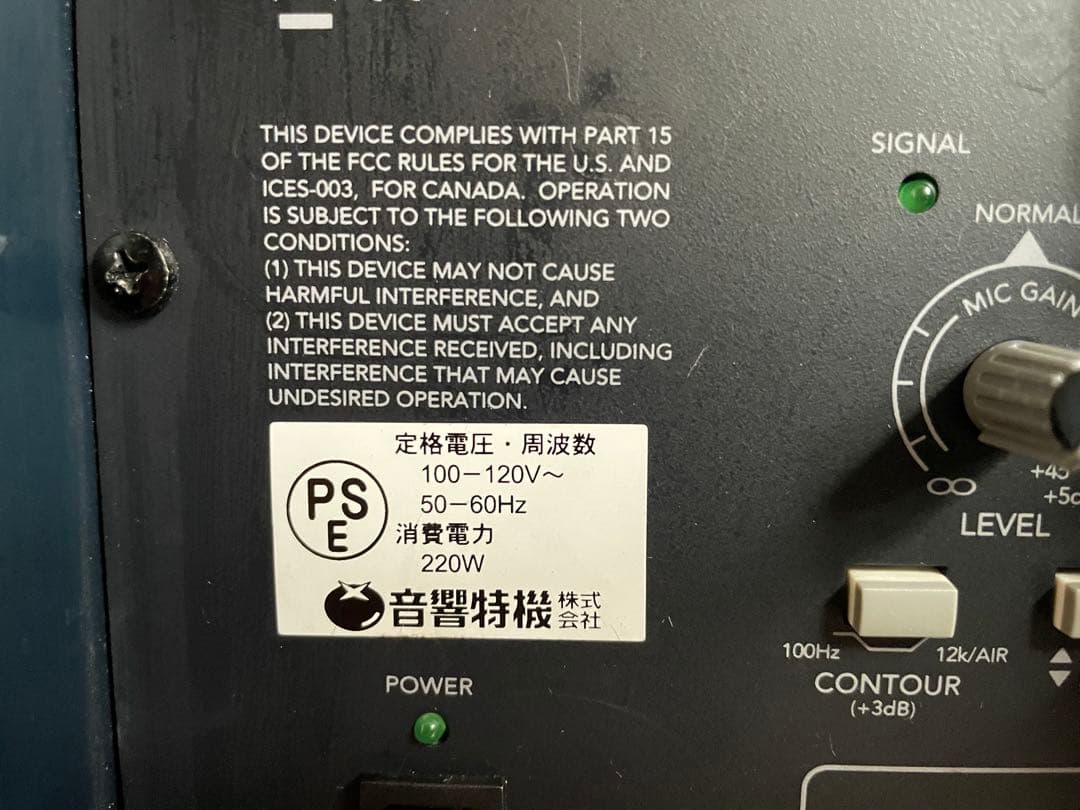 THIS DEVICE COMPLIES WITH PART 15
OF THE FCC RULES FOR THE U.S. AND
ICES-003, FOR CANADA. OPERATION
IS SUBJECT TO THE FOLLOWING TWO
CONDITIONS:
(1) THIS DEVICE MAY NOT CAUSE
HARMFUL INTERFERENCE, AND
(2) THIS DEVICE MUST ACCEPT ANY
INTERFERENCE RECEIVED, INCLUDING
INTERFERENCE THAT MAY CAUSE
UNDESIRED OPERATION.
PS
E
定格電圧・周波数
100-120V~
50-60Hz
消費電力
220W
音響特機 株式
会社
POWER
SIGNAL
NORMAL
MIC GAIN
∞
+45
LEVEL
100Hz
12k/AIR
CONTOUR
(+3dB)